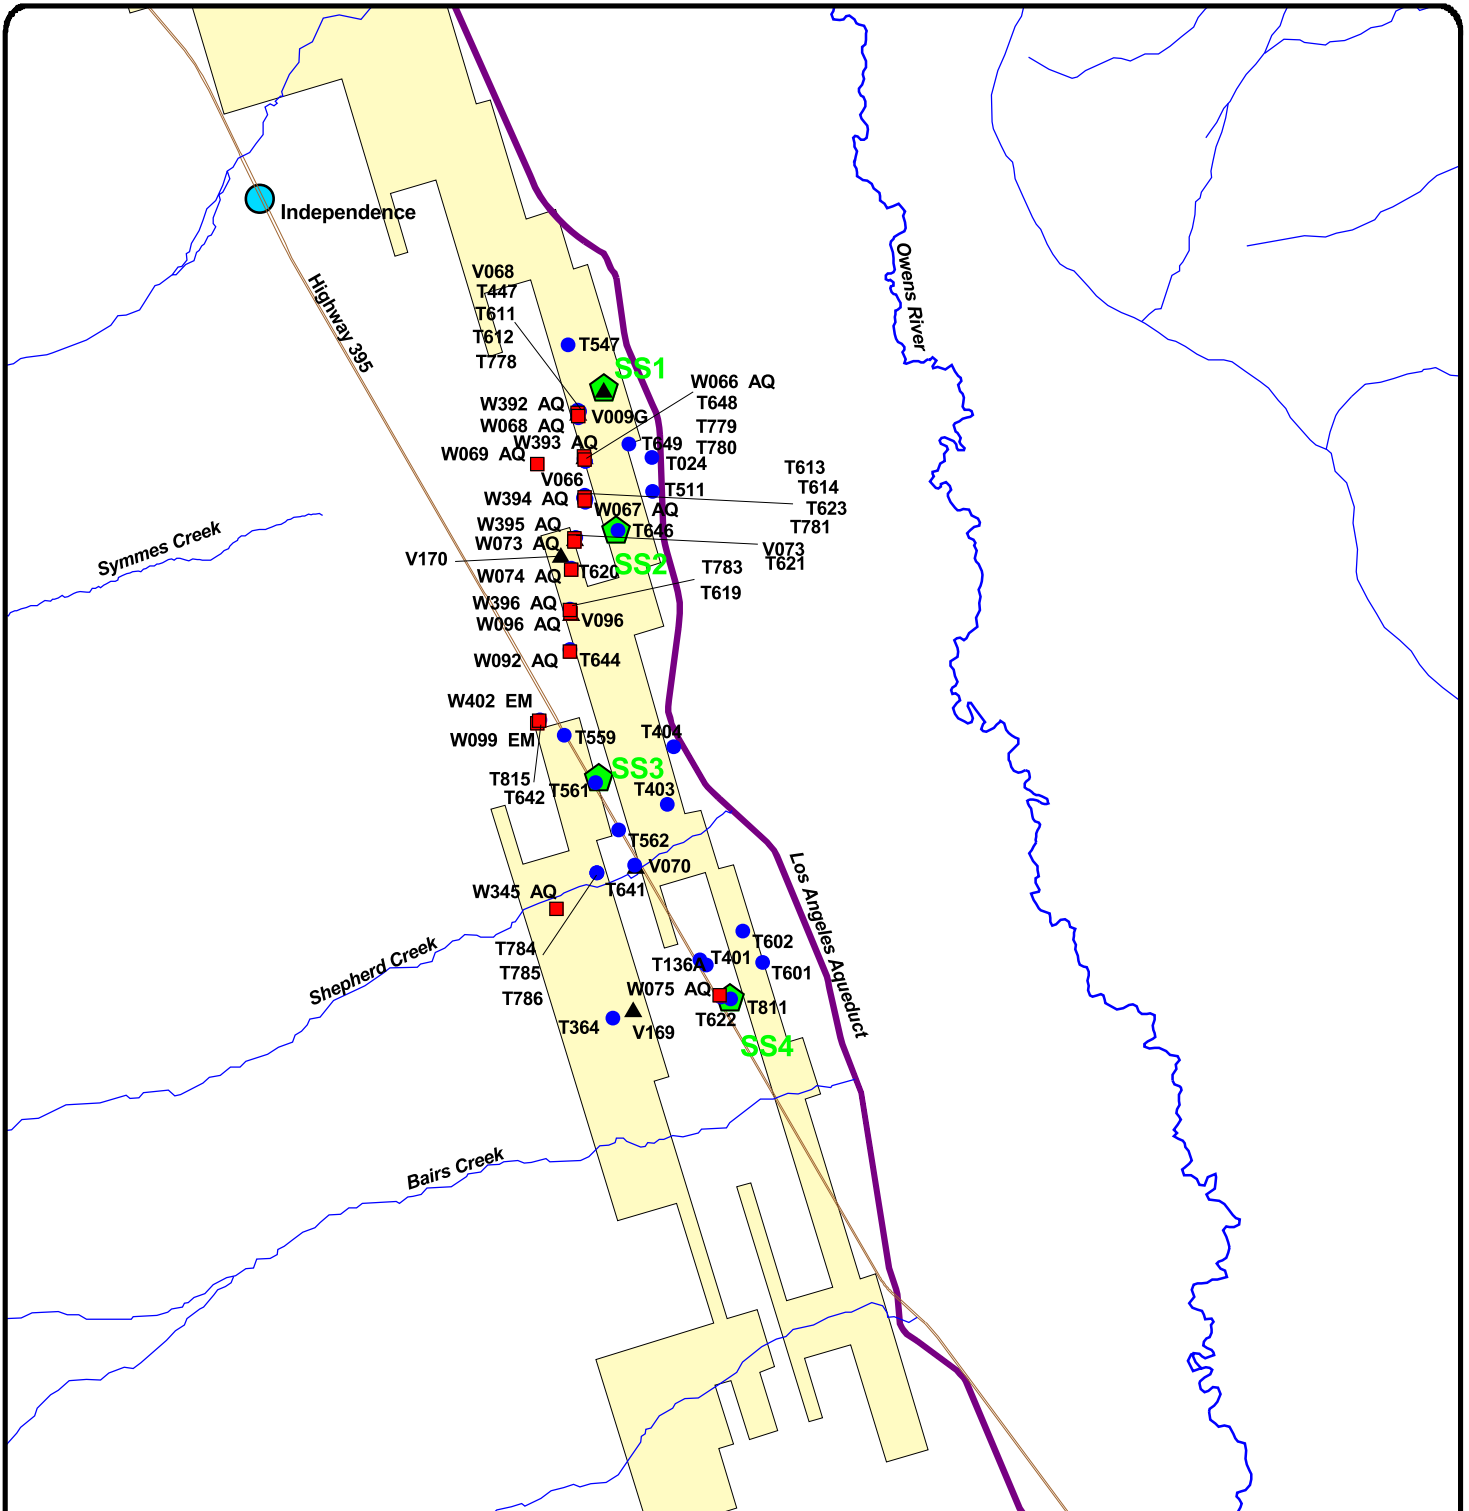 Independence
Highway 395
Owens River
V068
T447
T611
T612
T778
T547
SS1
W066 AQ
T648
T779
T780
W392 AQ
V009G
W068 AQ
W393 AQ
T649
W069 AQ
T024
V066
T613
T614
T623
T781
T511
W394 AQ
W067 AQ
W395 AQ
T646
W073 AQ
V073
T621
V170
SS2
T620
W074 AQ
T783
T619
W396 AQ
W096 AQ
V096
W092 AQ
T644
Symmes Creek
W402 EM
W099 EM
T559
T404
SS3
T815
T642
T561
T403
T562
V070
T641
W345 AQ
Los Angeles Aqueduct
T784
T785
T786
T602
T401
T136A
T601
W075 AQ
T811
T622
T364
V169
SS4
Shepherd Creek
Bairs Creek